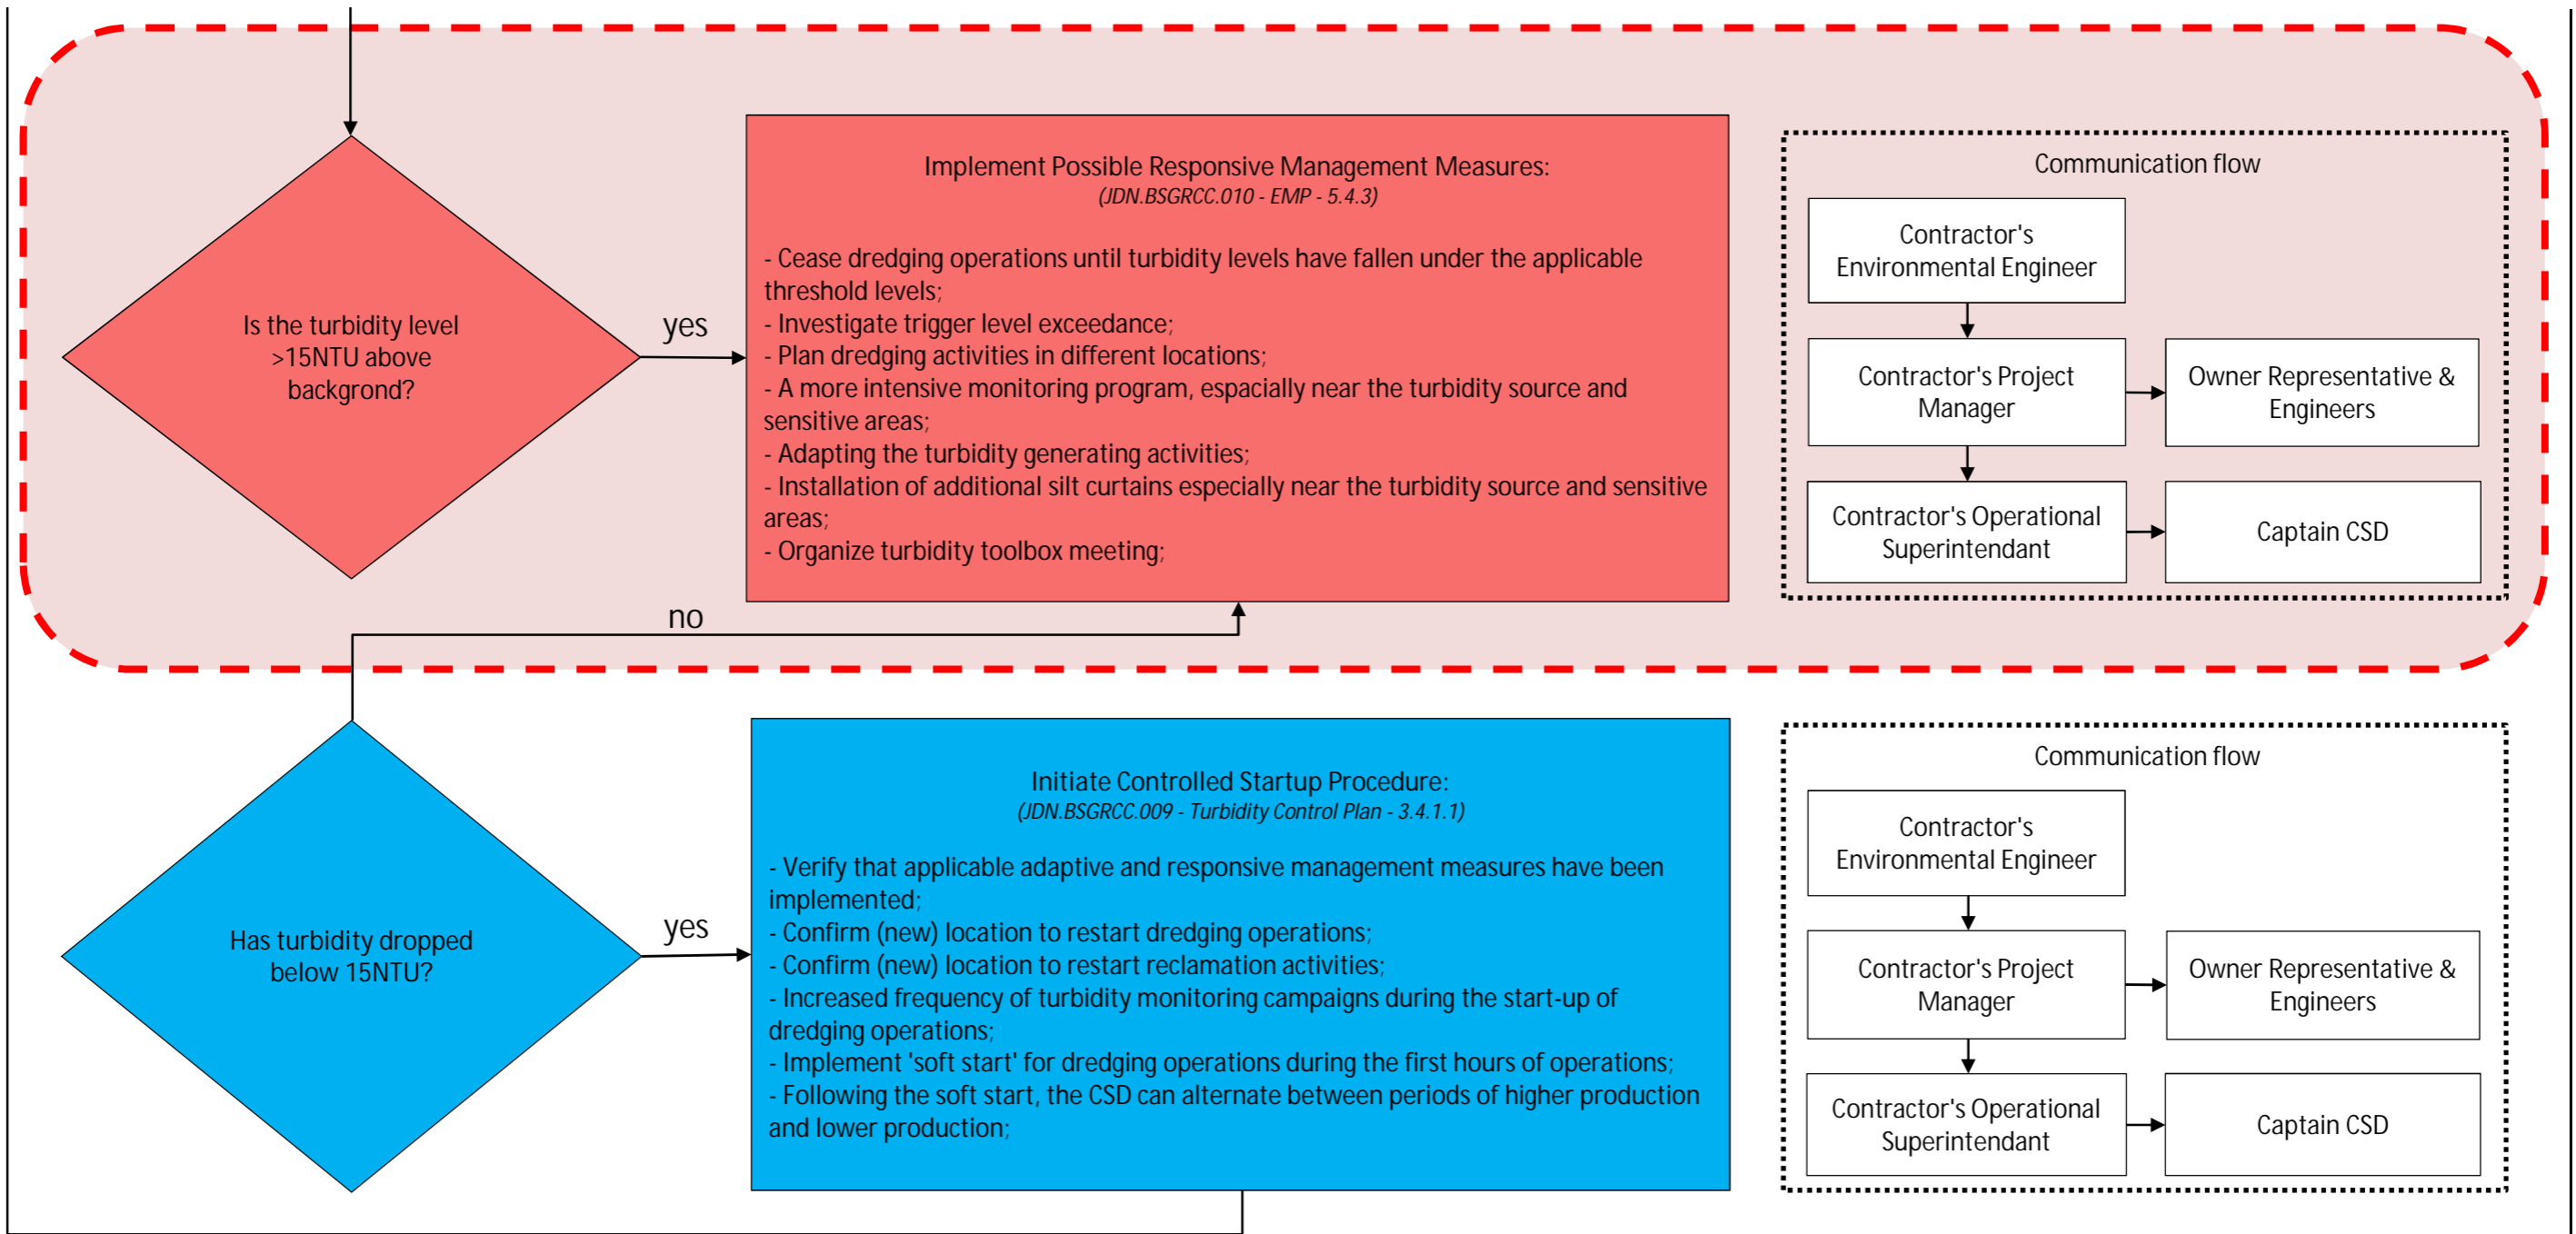 Is the turbidity level
>15NTU above
backgrond?
yes
Implement Possible Responsive Management Measures:
(JDN.BSGRCC.010 - EMP - 5.4.3)
- Cease dredging operations until turbidity levels have fallen under the applicable
threshold levels;
- Investigate trigger level exceedance;
- Plan dredging activities in different locations;
- A more intensive monitoring program, espacially near the turbidity source and
sensitive areas;
- Adapting the turbidity generating activities;
- Installation of additional silt curtains especially near the turbidity source and sensitive
areas;
- Organize turbidity toolbox meeting;
Communication flow
Contractor's
Environmental Engineer
Contractor's Project
Manager
Owner Representative &
Engineers
Contractor's Operational
Superintendant
Captain CSD
no
Has turbidity dropped
below 15NTU?
yes
Initiate Controlled Startup Procedure:
(JDN.BSGRCC.009 - Turbidity Control Plan - 3.4.1.1)
- Verify that applicable adaptive and responsive management measures have been
implemented;
- Confirm (new) location to restart dredging operations;
- Confirm (new) location to restart reclamation activities;
- Increased frequency of turbidity monitoring campaigns during the start-up of
dredging operations;
- Implement 'soft start' for dredging operations during the first hours of operations;
- Following the soft start, the CSD can alternate between periods of higher production
and lower production;
Communication flow
Contractor's
Environmental Engineer
Contractor's Project
Manager
Owner Representative &
Engineers
Contractor's Operational
Superintendant
Captain CSD